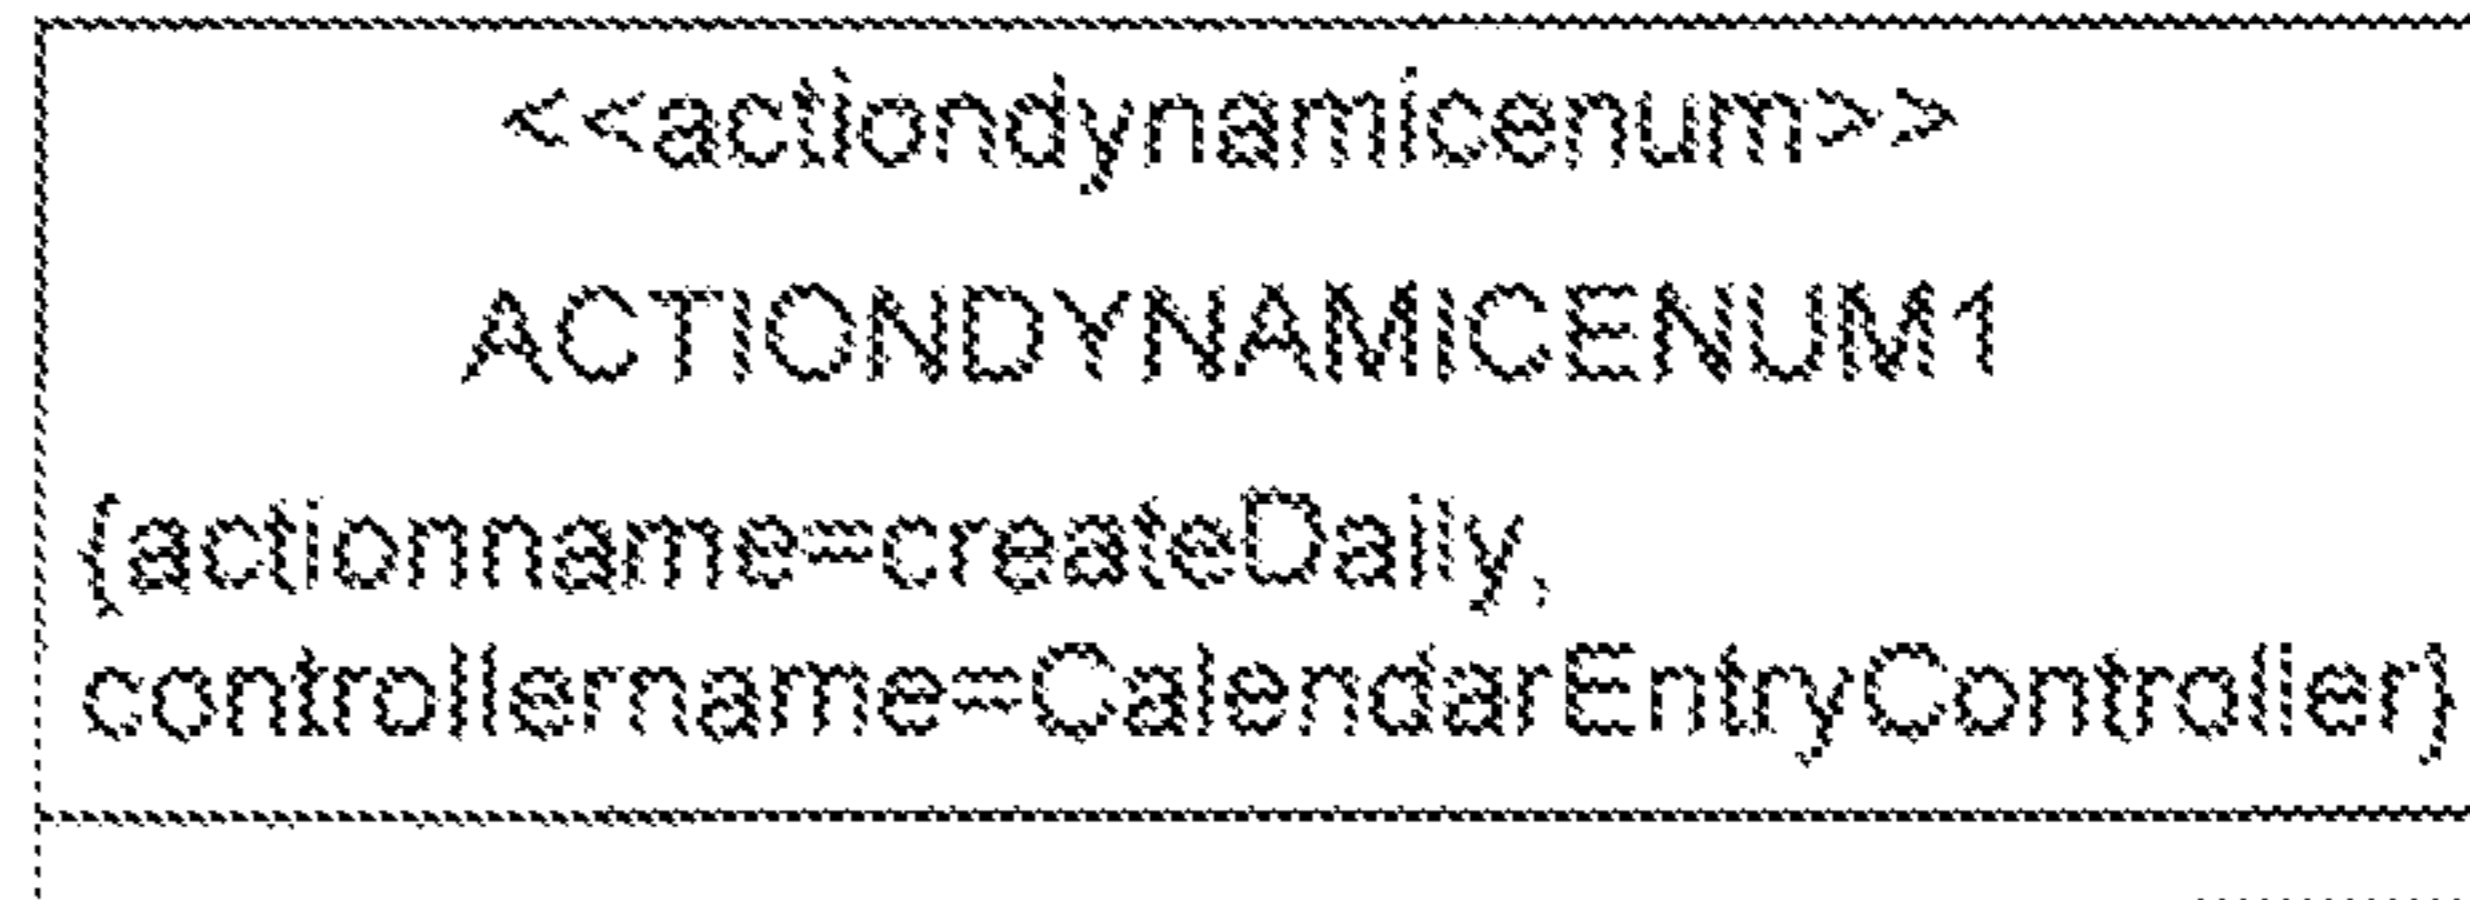 <<actiondynamicenum>>
ACTIONDYNAMICENUM1
{actionname=createDaily,
controllername=CalendarEntryController}